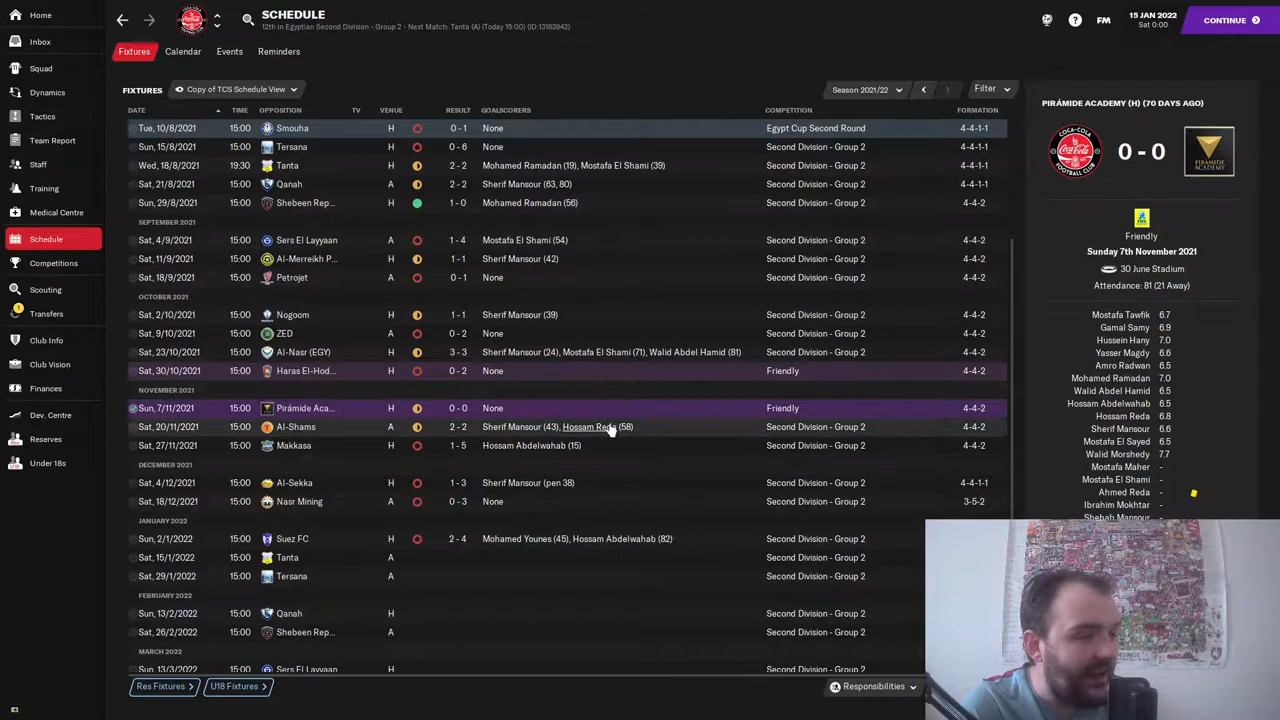 Home
Inbox
Squad
Dynamics
Tactics
Team Report
Staff
Training
Medical Centre
Schedule
Competitions
Scouting
1
Transfers
Club Info
Club Vision
Finances
Dev. Centre
Reserves
Under 18s
SCHEDULE
12th in Egyptian Second Division - Group 2 - Next Match: Tanta (A) (Today 15:00) (ID:13183942)
FM
15 JAN 2022
Sat 0:00
CONTINUE
Fixtures Calendar Events Reminders
FIXTURES Copy of TCS Schedule View Season 2021/22 Filter
DATE TIME OPPOSITION TV VENUE RESULT GOALSCORERS COMPETITION FORMATION
Tue, 10/8/2021 15:00 Smouha H 0 - 1 None Egypt Cup Second Round 4-4-1-1
Sun, 15/8/2021 15:00 Tersana H 0 - 6 None Second Division - Group 2 4-4-1-1
Wed, 18/8/2021 19:30 Tanta H 2 - 2 Mohamed Ramadan (19), Mostafa El Shami (39) Second Division - Group 2 4-4-1-1
Sat, 21/8/2021 15:00 Qanah A 2 - 2 Sherif Mansour (63, 80) Second Division - Group 2 4-4-1-1
Sun, 29/8/2021 15:00 Shebeen Rep... H 1 - 0 Mohamed Ramadan (56) Second Division - Group 2 4-4-2
SEPTEMBER 2021
Sat, 4/9/2021 15:00 Sers El Layyaan A 1 - 4 Mostafa El Shami (54) Second Division - Group 2 4-4-2
Sat, 11/9/2021 15:00 Al-Merreikh P... H 1 - 1 Sherif Mansour (42) Second Division - Group 2 4-4-2
Sat, 18/9/2021 15:00 Petrojet A 0 - 1 None Second Division - Group 2 4-4-2
OCTOBER 2021
Sat, 2/10/2021 15:00 Nogoom H 1 - 1 Sherif Mansour (39) Second Division - Group 2 4-4-2
Sat, 9/10/2021 15:00 ZED A 0 - 2 None Second Division - Group 2 4-4-2
Sat, 23/10/2021 15:00 Al-Nasr (EGY) H 3 - 3 Sherif Mansour (24), Mostafa El Shami (71), Walid Abdel Hamid (81) Second Division - Group 2 4-4-2
Sat, 30/10/2021 15:00 Haras El-Hod... H 0 - 2 None Friendly 4-4-2
NOVEMBER 2021
Sun, 7/11/2021 15:00 Pirámide Aca... H 0 - 0 None Friendly 4-4-2
Sat, 20/11/2021 15:00 Al-Shams A 2 - 2 Sherif Mansour (43), Hossam Reda (58) Second Division - Group 2 4-4-2
Sat, 27/11/2021 15:00 Makkasa H 1 - 5 Hossam Abdelwahab (15) Second Division - Group 2 4-4-2
DECEMBER 2021
Sat, 4/12/2021 15:00 Al-Sekka H 1 - 3 Sherif Mansour (pen 38) Second Division - Group 2 4-4-1-1
Sat, 18/12/2021 15:00 Nasr Mining A 0 - 3 None Second Division - Group 2 3-5-2
JANUARY 2022
Sun, 2/1/2022 15:00 Suez FC H 2 - 4 Mohamed Younes (45), Hossam Abdelwahab (82) Second Division - Group 2
Sat, 15/1/2022 15:00 Tanta A Second Division - Group 2
Sat, 29/1/2022 15:00 Tersana A Second Division - Group 2
FEBRUARY 2022
Sun, 13/2/2022 15:00 Qanah H Second Division - Group 2
Sat, 26/2/2022 15:00 Shebeen Rep... A Second Division - Group 2
MARCH 2022
Sun, 13/3/2022 15:00 Sers El Layyaan H Second Division - Group 2
Res Fixtures U18 Fixtures Responsibilities
PIRÁMIDE ACADEMY (H) (70 DAYS AGO)
COCA-COLA
FOOTBALL CLUB
0 - 0
PIRAMIDE
ACADEMY
Friendly
Sunday 7th November 2021
30 June Stadium
Attendance: 81 (21 Away)
Mostafa Tawfik 6.7
Gamal Samy 6.9
Hussein Hany 7.0
Yasser Magdy 6.6
Amro Radwan 6.5
Mohamed Ramadan 7.0
Walid Abdel Hamid 6.5
Hossam Abdelwahab 6.5
Hossam Reda 6.8
Sherif Mansour 6.6
Mostafa El Sayed 6.5
Walid Morshedy 7.7
Mostafa Maher -
Mostafa El Shami -
Ahmed Reda -
Ibrahim Mokhtar -
Shehab Mansour -